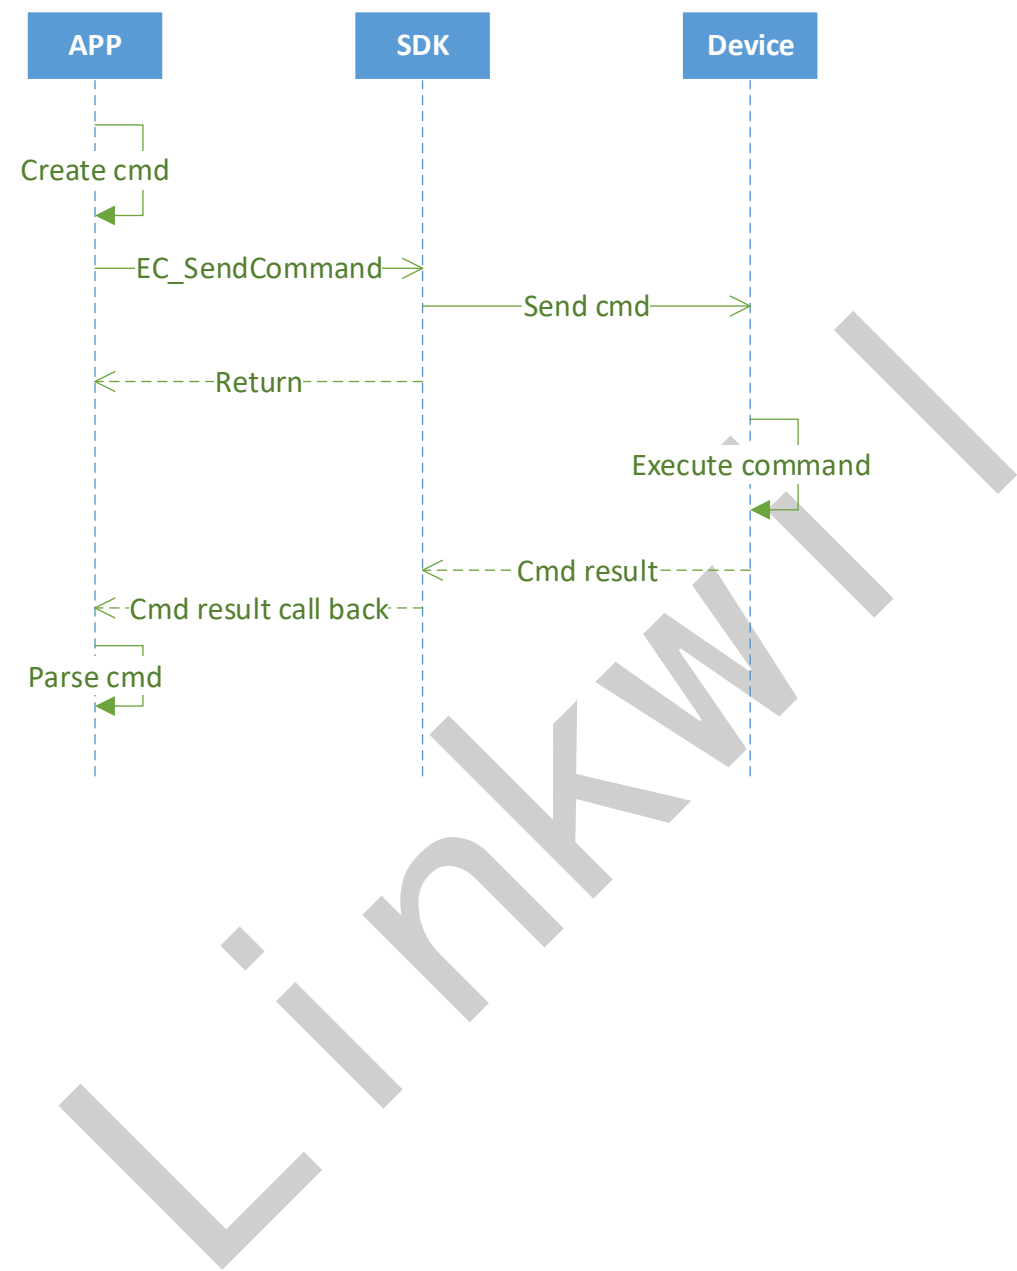 APP
SDK
Device
Create cmd
EC_SendCommand
Send cmd
Return
Execute command
Cmd result
Cmd result call back
Parse cmd
Linkwil